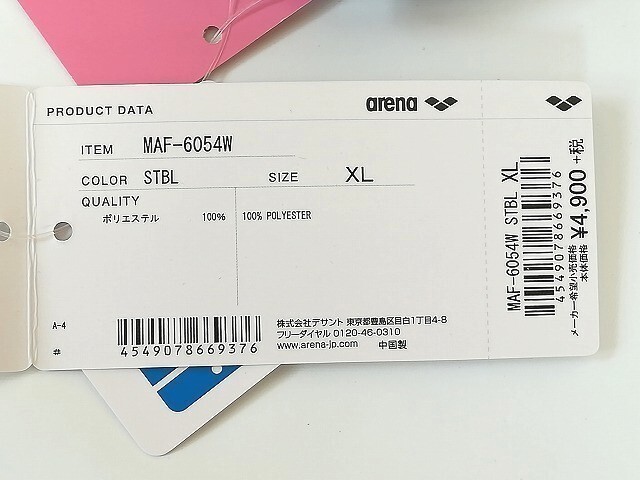 PRODUCT DATA
arena
ITEM MAF-6054W
COLOR STBL SIZE XL
QUALITY
ポリエステル 100% 100% POLYESTER
A-4
#
4549078669376
株式会社デサント 東京都豊島区目白1丁目4-8
フリーダイヤル 0120-46-0310
www.arena-jp.com 中国製
MAF-6054W STBL XL
4549078669376
メーカー希望小売価格
本体価格 ¥4,900 +税